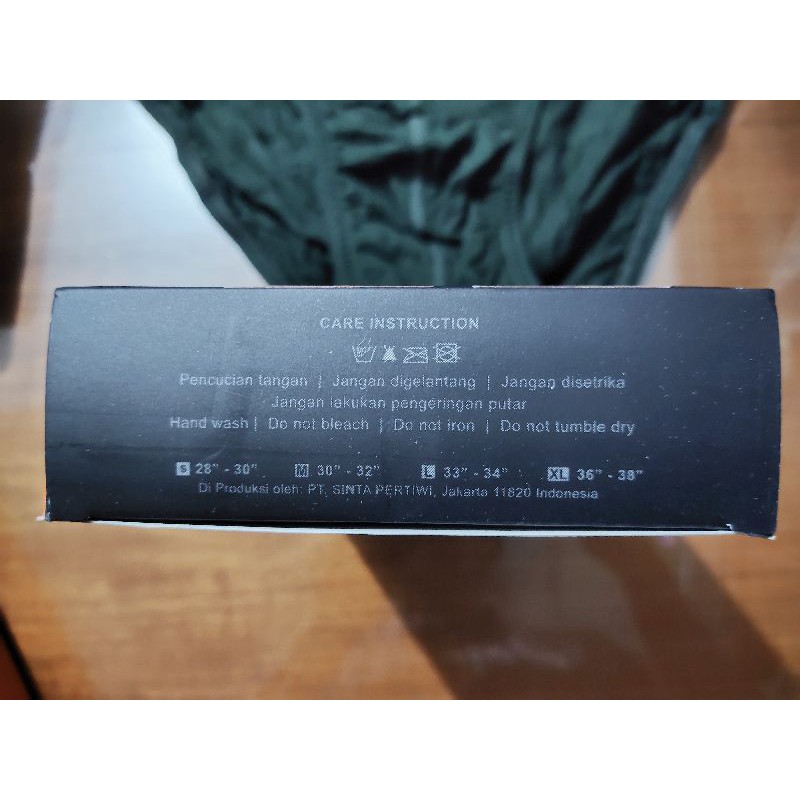 CARE INSTRUCTION
Pencucian tangan | Jangan digelantang | Jangan disetrika
Jangan lakukan pengeringan putar
Hand wash | Do not bleach | Do not iron | Do not tumble dry
S 28" - 30" M 30" - 32" L 33" - 34" XL 36" - 38"
Di Produksi oleh: PT. SINTA PERTIWI, Jakarta 11820 Indonesia